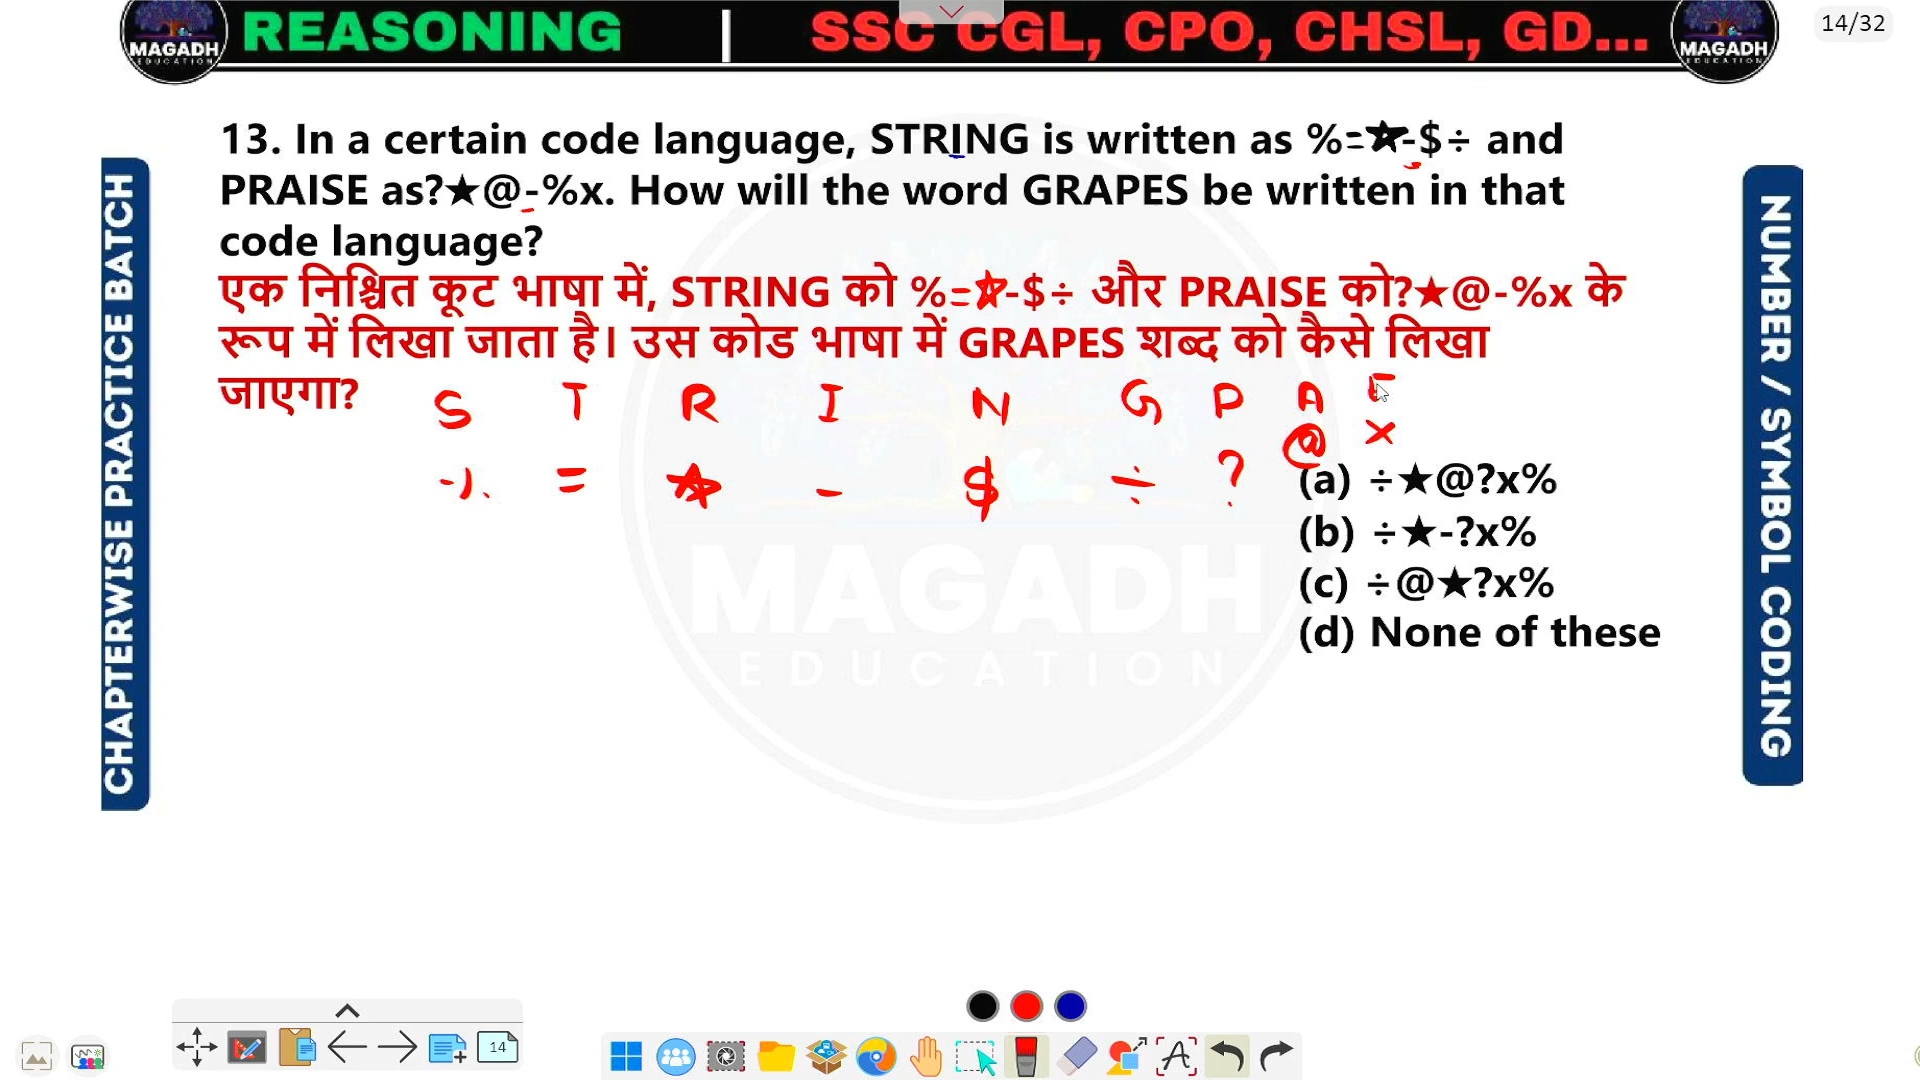 MAGADH EDUCATION REASONING | SSC CGL, CPO, CHSL, GD... MAGADH EDUCATION 14/32
13. In a certain code language, STRING is written as %=★-$÷ and
PRAISE as?★@-%x. How will the word GRAPES be written in that
code language?
एक निश्चित कूट भाषा में, STRING को %=☆-$÷ और PRAISE को?★@-%x के
रूप में लिखा जाता है। उस कोड भाषा में GRAPES शब्द को कैसे लिखा
जाएगा?
S T R I N G P A E
% = ☆ - $ ÷ ? @ x
(a) ÷★@?x%
(b) ÷★-?x%
(c) ÷@★?x%
(d) None of these
CHAPTERWISE PRACTICE BATCH
NUMBER / SYMBOL CODING
MAGADH
EDUCATION
14